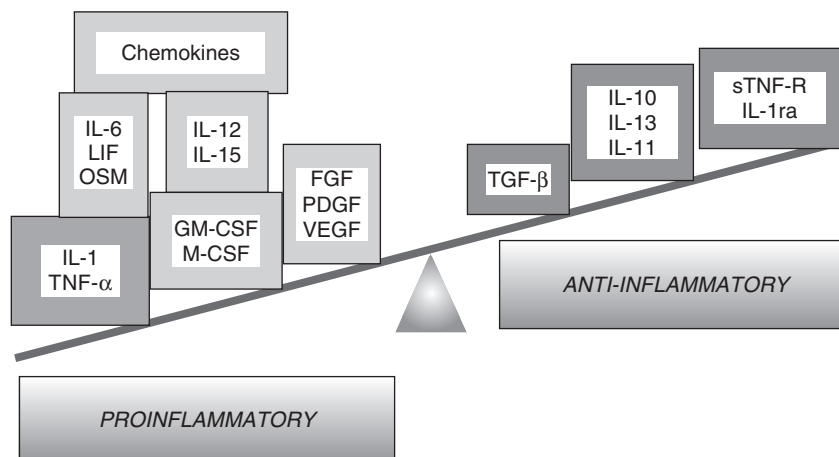 Chemokines
IL-6
LIF
OSM
IL-12
IL-15
FGF
PDGF
VEGF
GM-CSF
M-CSF
IL-1
TNF-α
PROINFLAMMATORY
TGF-β
IL-10
IL-13
IL-11
sTNF-R
IL-1ra
ANTI-INFLAMMATORY